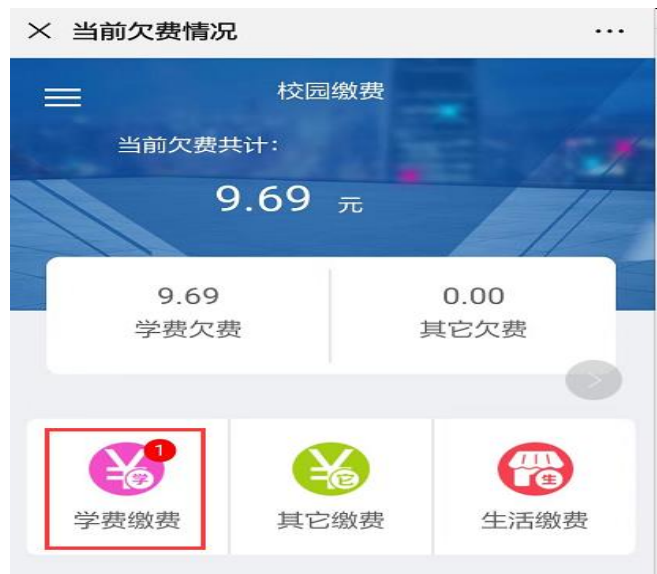 当前欠费情况
校园缴费
当前欠费共计：
9.69 元
9.69 0.00
学费欠费 其它欠费
1
学 它 生
学费缴费 其它缴费 生活缴费